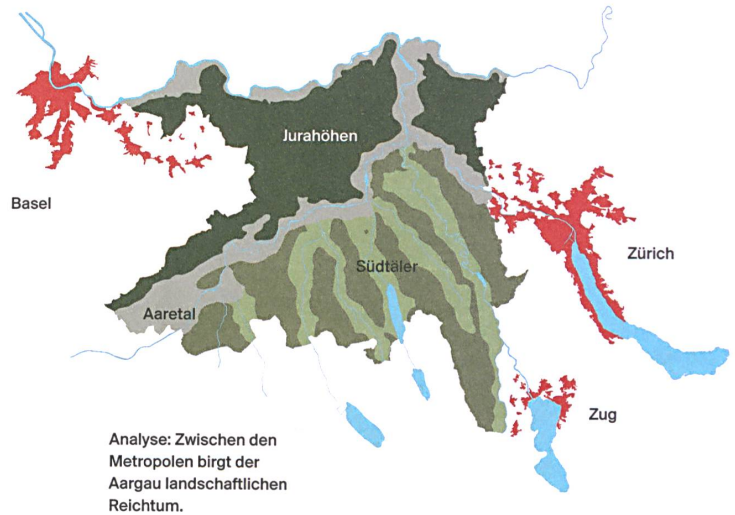 Jurahöhen
Basel
Zürich
Südtäler
Aaretal
Zug
Analyse: Zwischen den
Metropolen birgt der
Aargau landschaftlichen
Reichtum.